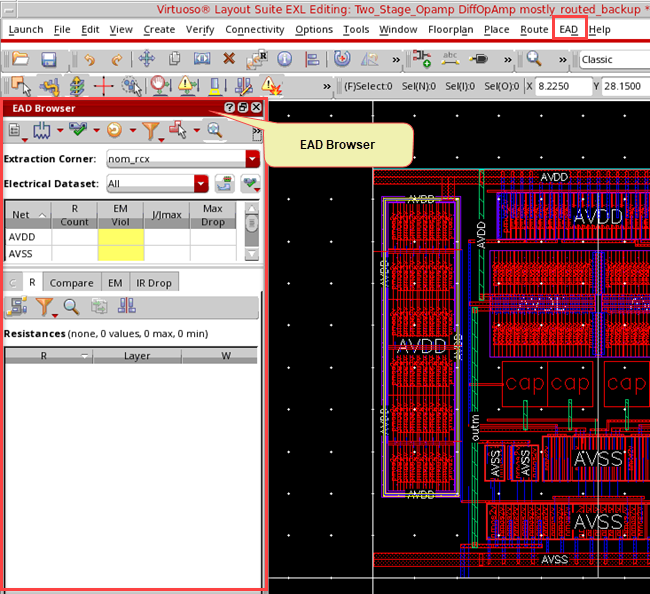 Virtuoso® Layout Suite EXL Editing: Two_Stage_Opamp DiffOpAmp mostly_routed_backup *
Launch File Edit View Create Verify Connectivity Options Tools Window Floorplan Place Route EAD Help
» » Classic
» (F)Select:0 Sel(N):0 Sel(I):0 Sel(O):0 X 8.2250 Y 28.1500
EAD Browser
EAD Browser
»
Extraction Corner: nom_rcx
Electrical Dataset: All
Net R Count EM Viol J/Jmax Max Drop
AVDD
AVSS
C R Compare EM IR Drop
Resistances (none, 0 values, 0 max, 0 min)
R Layer W
AVDD
AVDD
AVDD
AVDD
AVDD
AVDD
AVDD
AVDD
AVDD
AVDD
cap cap cap
outm
AVSS
AVSS
AVSS
AVDD
AVSS
AVSS